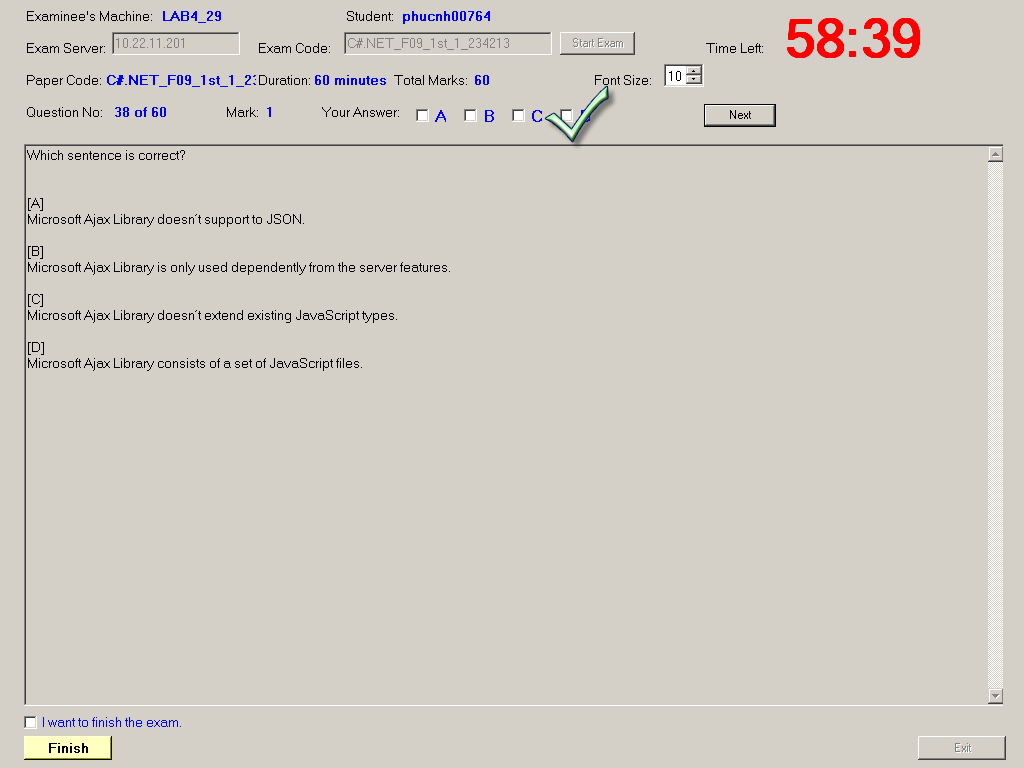 Examinee's Machine: LAB4_29 Student: phucnh00764
Exam Server: 10.22.11.201 Exam Code: C#.NET_F09_1st_1_234213 Start Exam Time Left: 58:39
Paper Code: C#.NET_F09_1st_1_23 Duration: 60 minutes Total Marks: 60 Font Size: 10
Question No: 38 of 60 Mark: 1 Your Answer: A B C Next
Which sentence is correct?
[A]
Microsoft Ajax Library doesn´t support to JSON.
[B]
Microsoft Ajax Library is only used dependently from the server features.
[C]
Microsoft Ajax Library doesn´t extend existing JavaScript types.
[D]
Microsoft Ajax Library consists of a set of JavaScript files.
I want to finish the exam.
Finish Exit